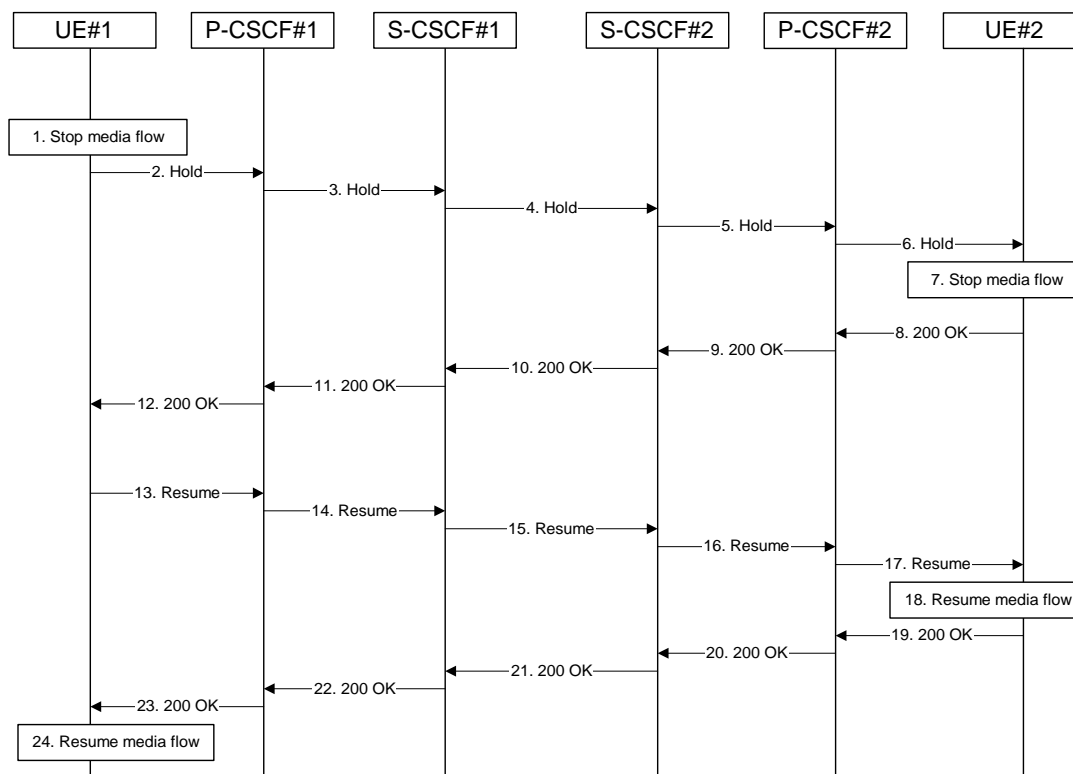 UE#1
P-CSCF#1
S-CSCF#1
S-CSCF#2
P-CSCF#2
UE#2
1. Stop media flow
2. Hold
3. Hold
4. Hold
5. Hold
6. Hold
7. Stop media flow
8. 200 OK
9. 200 OK
10. 200 OK
11. 200 OK
12. 200 OK
13. Resume
14. Resume
15. Resume
16. Resume
17. Resume
18. Resume media flow
19. 200 OK
20. 200 OK
21. 200 OK
22. 200 OK
23. 200 OK
24. Resume media flow